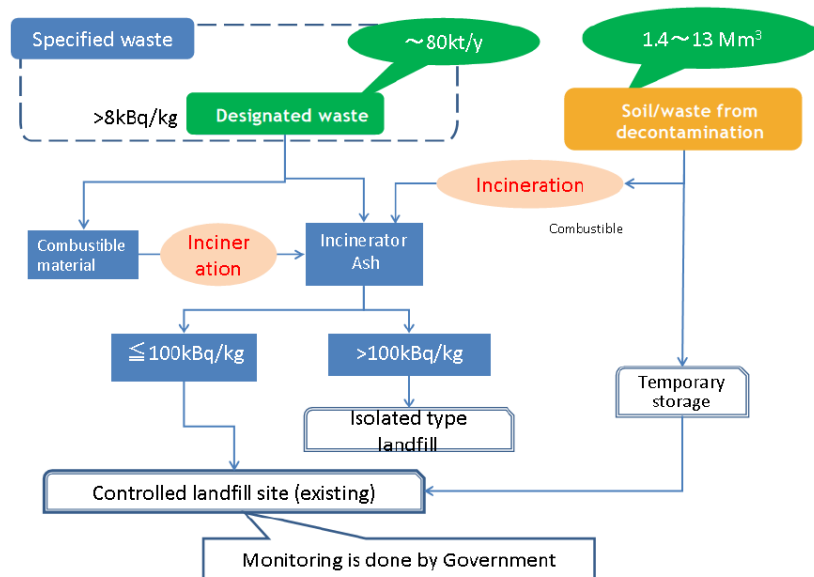 Specified waste
~80kt/y
1.4~13 Mm³
>8kBq/kg
Designated waste
Soil/waste from
decontamination
Incineration
Combustible
Combustible
material
Inciner
ation
Incinerator
Ash
≦100kBq/kg
>100kBq/kg
Temporary
storage
Isolated type
landfill
Controlled landfill site (existing)
Monitoring is done by Government